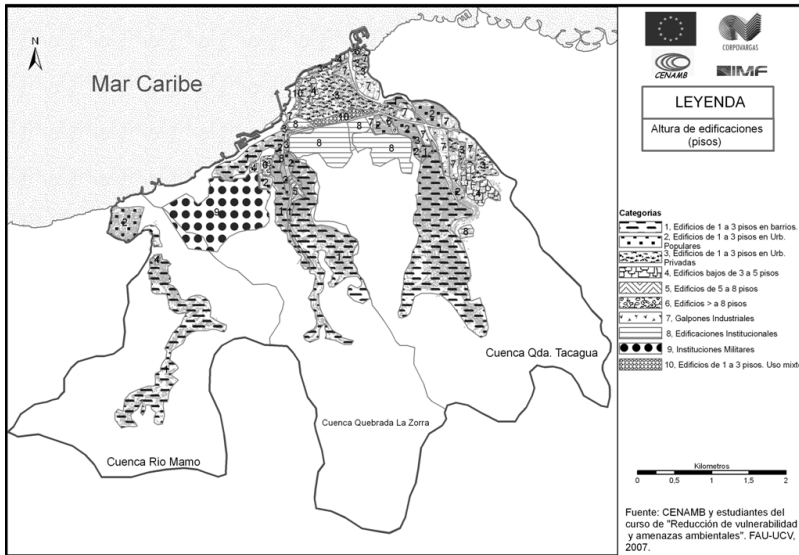 N
Mar Caribe
Cuenca Rio Mamo
Cuenca Quebrada La Zorra
Cuenca Qda. Tacagua
CORPOVARGAS
CENAMB
IMF
LEYENDA
Altura de edificaciones
(pisos)
Categorias
1, Edificios de 1 a 3 pisos en barrios.
2, Edificios de 1 a 3 pisos en Urb.
Populares
3, Edificios de 1 a 3 pisos en Urb.
Privadas
4, Edificios bajos de 3 a 5 pisos
5, Edificios de 5 a 8 pisos
6, Edificios > a 8 pisos
7, Galpones Industriales
8, Edificaciones Institucionales
9, Instituciones Militares
10, Edificios de 1 a 3 pisos. Uso mixto
Kilometros
0 0,5 1 1,5 2
Fuente: CENAMB y estudiantes del
curso de "Reducción de vulnerabilidad
y amenazas ambientales". FAU-UCV,
2007.